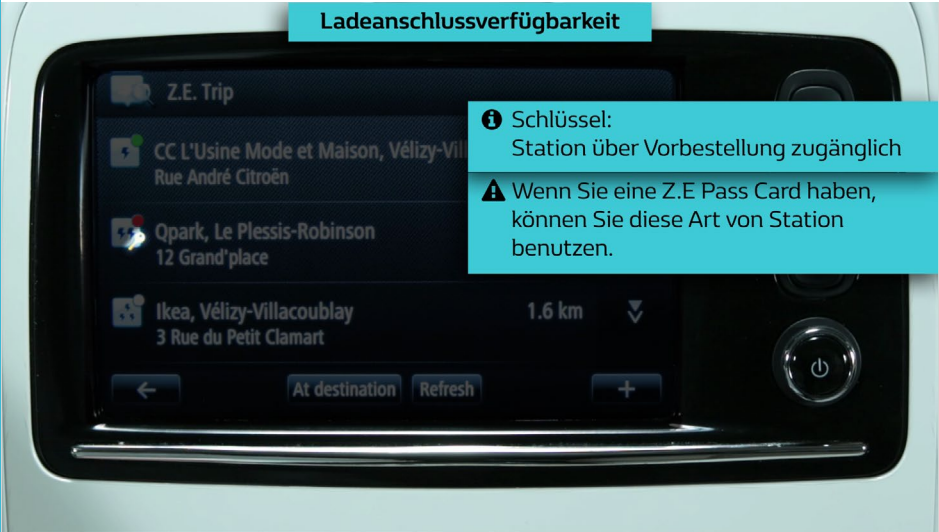 Ladeanschlussverfügbarkeit
Z.E. Trip
Schlüssel:
Station über Vorbestellung zugänglich
Wenn Sie eine Z.E Pass Card haben,
können Sie diese Art von Station
benutzen.
CC L'Usine Mode et Maison, Vélizy-Vill
Rue André Citroën
Qpark, Le Plessis-Robinson
12 Grand'place
Ikea, Vélizy-Villacoublay 1.6 km
3 Rue du Petit Clamart
At destination Refresh